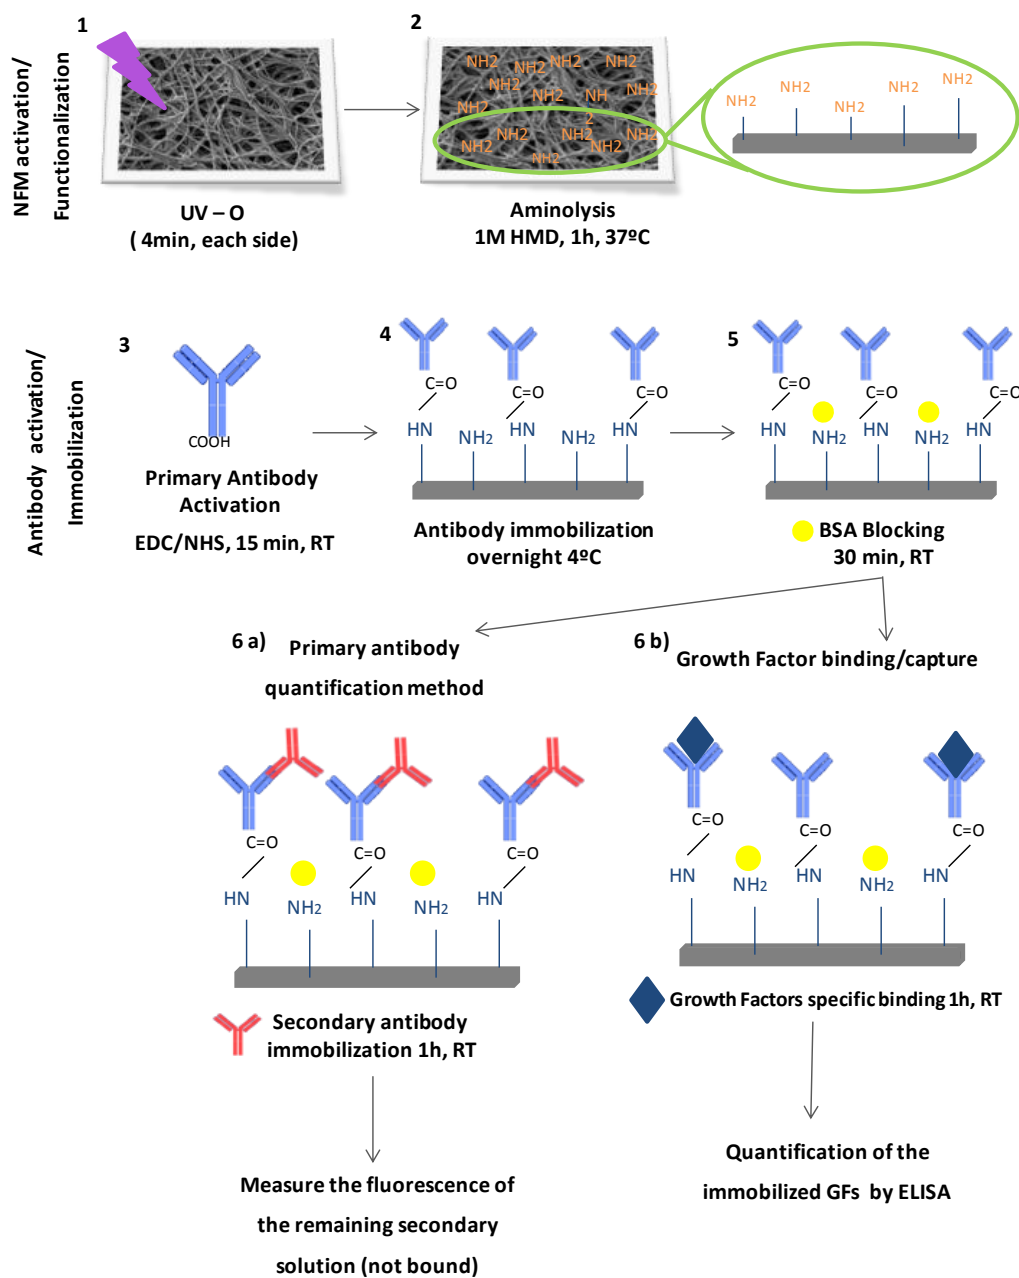 NFM activation/
Functionalization
1
UV – O
( 4min, each side)
2
NH2
NH2
NH2
NH2
NH2
NH2
NH
2
NH2
NH2
NH2
NH2
NH2
NH2
NH2
NH2
Aminolysis
1M HMD, 1h, 37ºC
NH2
NH2
NH2
NH2
NH2
Antibody activation/
Immobilization
3
COOH
Primary Antibody
Activation
EDC/NHS, 15 min, RT
4
C=O
C=O
C=O
HN
NH2
HN
NH2
HN
Antibody immobilization
overnight 4ºC
5
C=O
C=O
C=O
HN
NH2
HN
NH2
HN
BSA Blocking
30 min, RT
6 a)
Primary antibody
quantification method
C=O
C=O
C=O
HN
NH2
HN
NH2
HN
Secondary antibody
immobilization 1h, RT
Measure the fluorescence of
the remaining secondary
solution (not bound)
6 b)
Growth Factor binding/capture
C=O
C=O
C=O
HN
NH2
HN
NH2
HN
Growth Factors specific binding 1h, RT
Quantification of the
immobilized GFs by ELISA